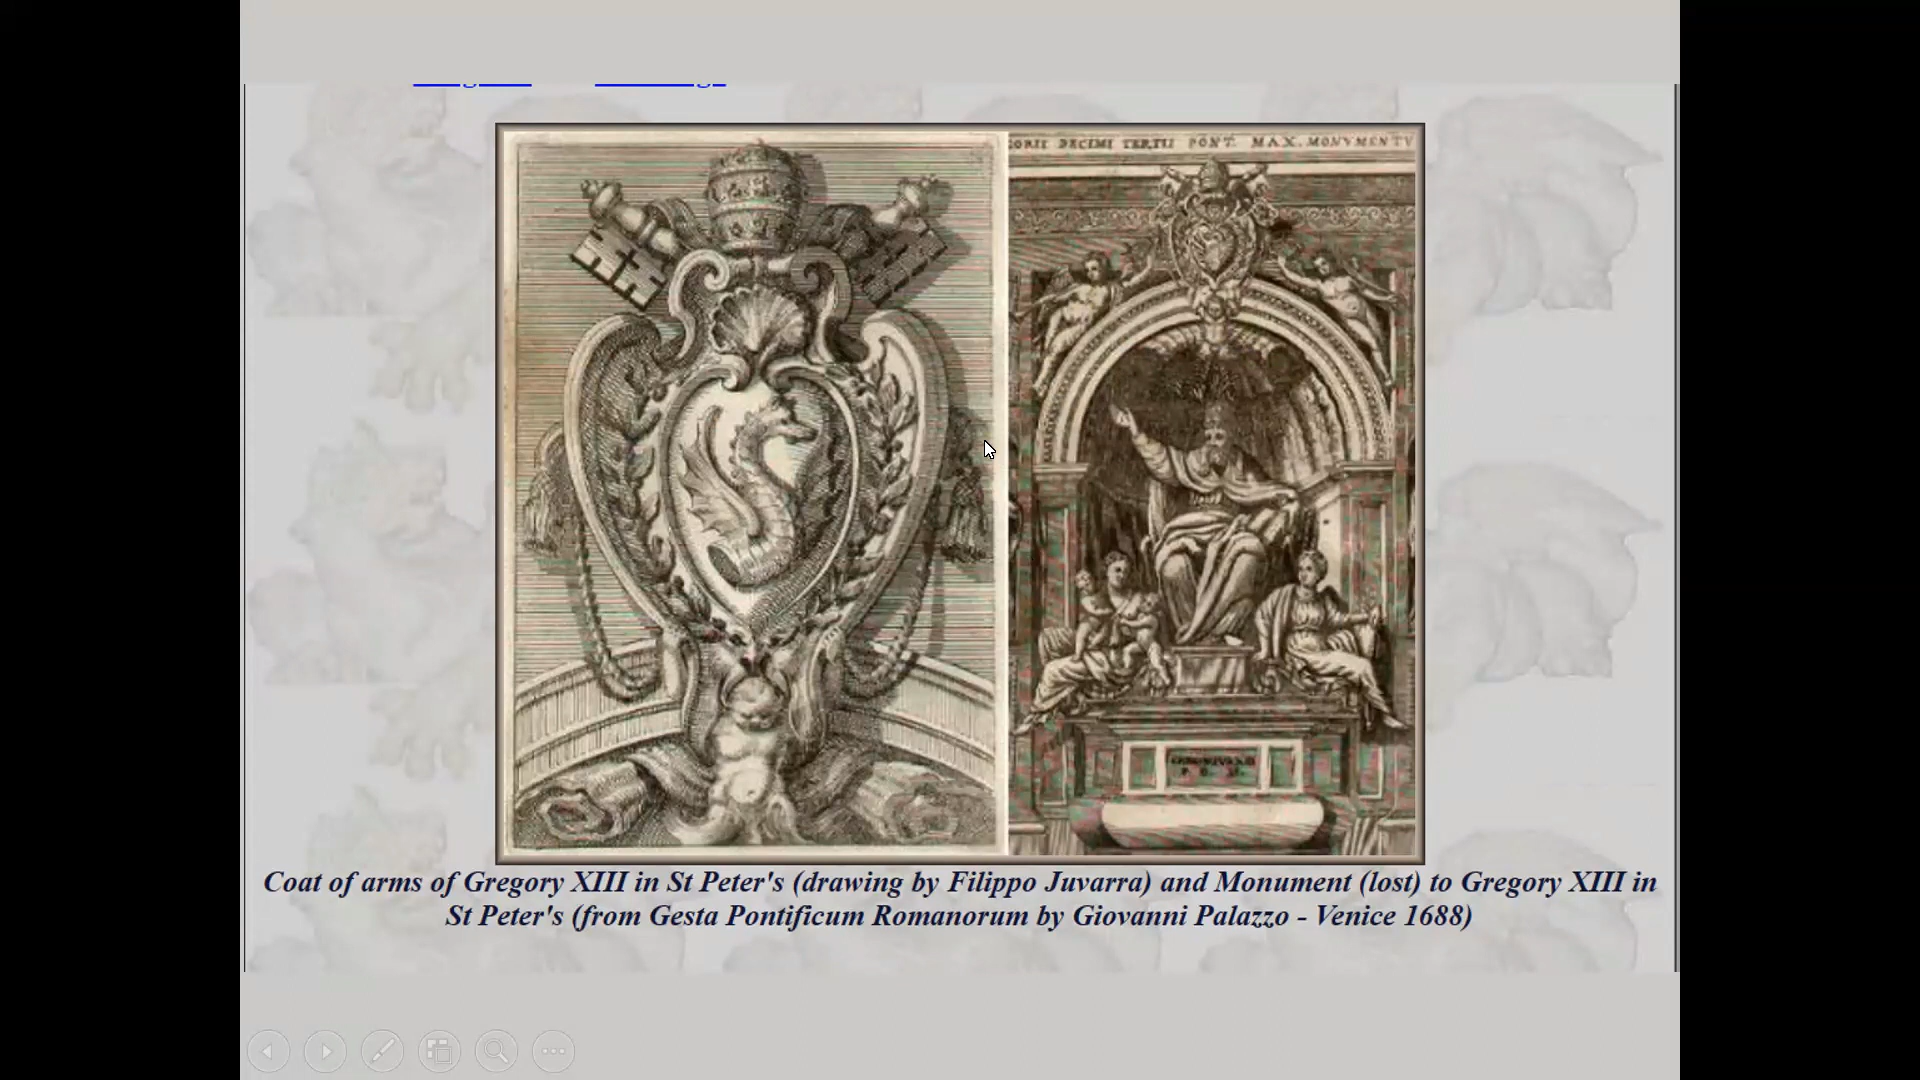 GORII DECIMI TERTII PONT. MAX. MONVMENTV
Coat of arms of Gregory XIII in St Peter's (drawing by Filippo Juvarra) and Monument (lost) to Gregory XIII in
St Peter's (from Gesta Pontificum Romanorum by Giovanni Palazzo - Venice 1688)